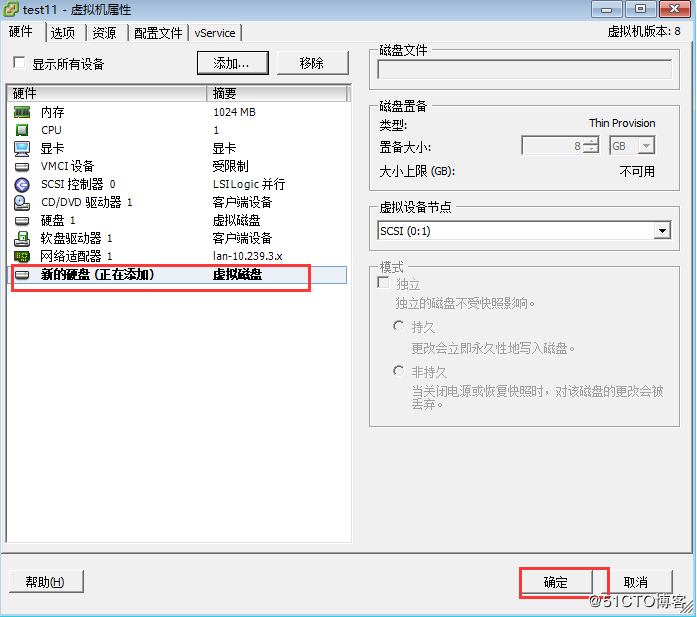 test11 - 虚拟机属性
硬件 选项 资源 配置文件 vService
虚拟机版本: 8
显示所有设备 添加... 移除
硬件 摘要
内存 1024 MB
CPU 1
显卡 显卡
VMCI 设备 受限制
SCSI 控制器 0 LSI Logic 并行
CD/DVD 驱动器 1 客户端设备
硬盘 1 虚拟磁盘
软盘驱动器 1 客户端设备
网络适配器 1 lan-10.239.3.x
新的硬盘 (正在添加) 虚拟磁盘
磁盘文件
磁盘置备
类型: Thin Provision
置备大小: 8 GB
大小上限 (GB): 不可用
虚拟设备节点
SCSI (0:1)
模式
独立
独立的磁盘不受快照影响。
持久
更改会立即永久性地写入磁盘。
非持久
当关闭电源或恢复快照时，对该磁盘的更改会被
丢弃。
帮助(H) 确定 取消
@51CTO博客